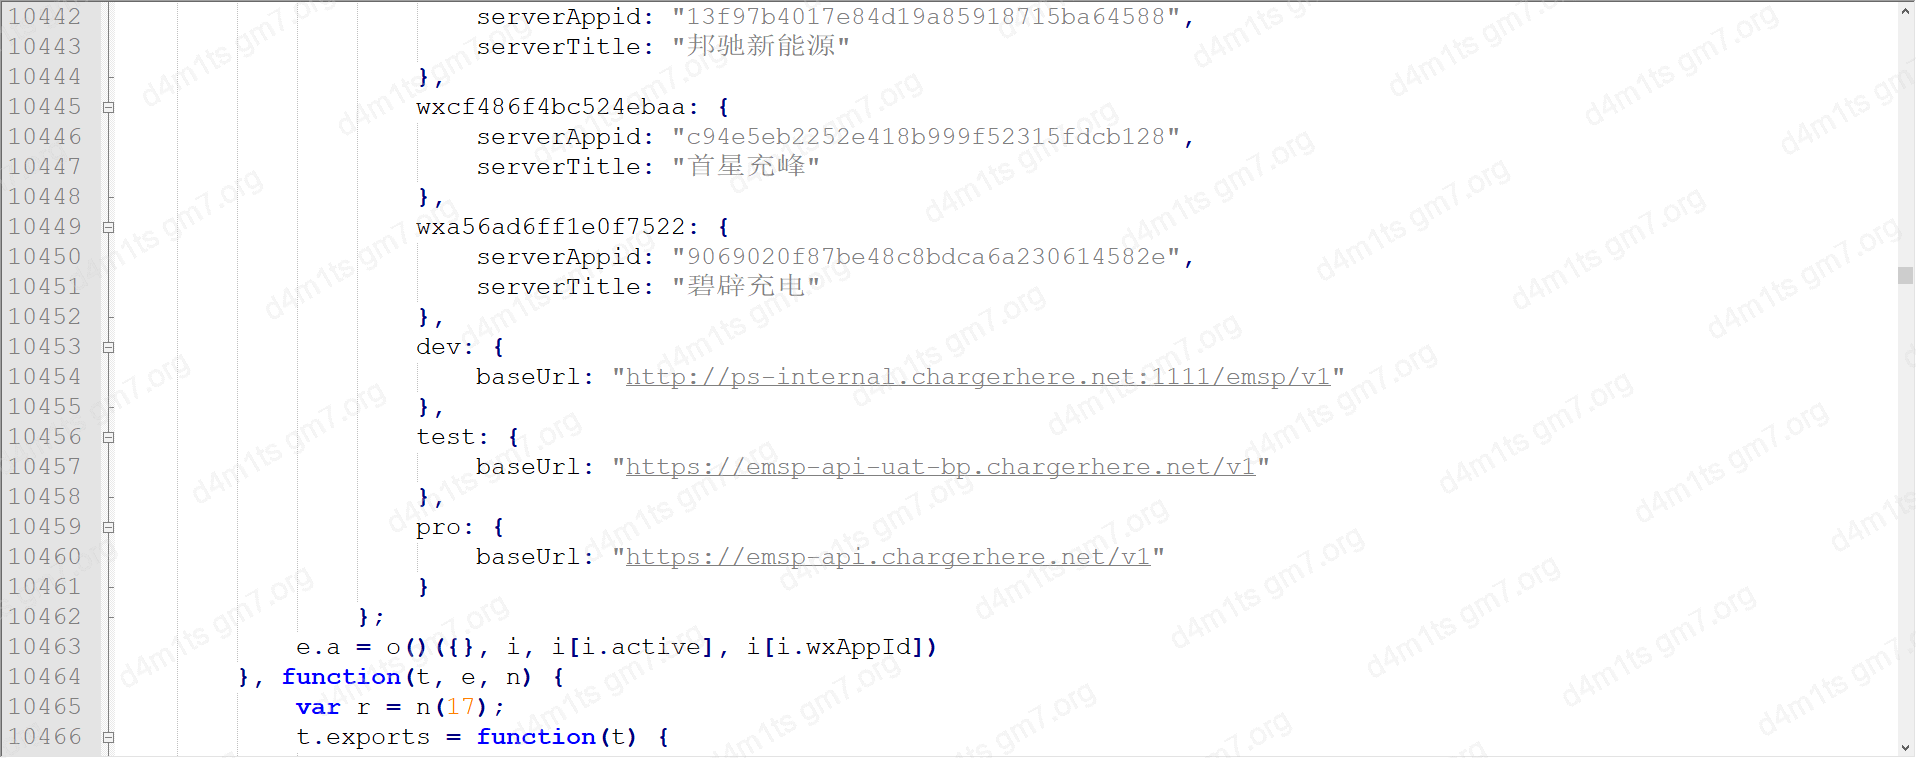 10442 serverAppid: "13f97b4017e84d19a85918715ba64588",
10443 serverTitle: "邦驰新能源"
10444 },
10445 wxcf486f4bc524ebaa: {
10446 serverAppid: "c94e5eb2252e418b999f52315fdcb128",
10447 serverTitle: "首星充峰"
10448 },
10449 wxa56ad6ff1e0f7522: {
10450 serverAppid: "9069020f87be48c8bdca6a230614582e",
10451 serverTitle: "碧辟充电"
10452 },
10453 dev: {
10454 baseUrl: "http://ps-internal.chargerhere.net:1111/emsp/v1"
10455 },
10456 test: {
10457 baseUrl: "https://emsp-api-uat-bp.chargerhere.net/v1"
10458 },
10459 pro: {
10460 baseUrl: "https://emsp-api.chargerhere.net/v1"
10461 }
10462 };
10463 e.a = o()({}, i, i[i.active], i[i.wxAppId])
10464 }, function(t, e, n) {
10465 var r = n(17);
10466 t.exports = function(t) {
d4m1ts gm7.org